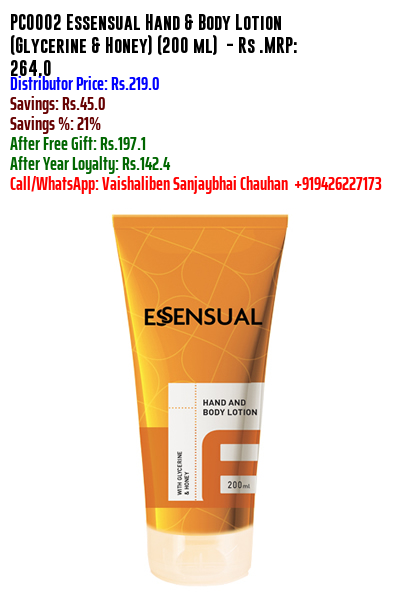 PC0002 Essensual Hand & Body Lotion
(Glycerine & Honey) (200 ml) - Rs .MRP:
264.0
Distributor Price: Rs.219.0
Savings: Rs.45.0
Savings %: 21%
After Free Gift: Rs.197.1
After Year Loyalty: Rs.142.4
Call/WhatsApp: Vaishaliben Sanjaybhai Chauhan +919426227173
ESSENSUAL
HAND AND
BODY LOTION
WITH GLYCERINE
& HONEY
200ml